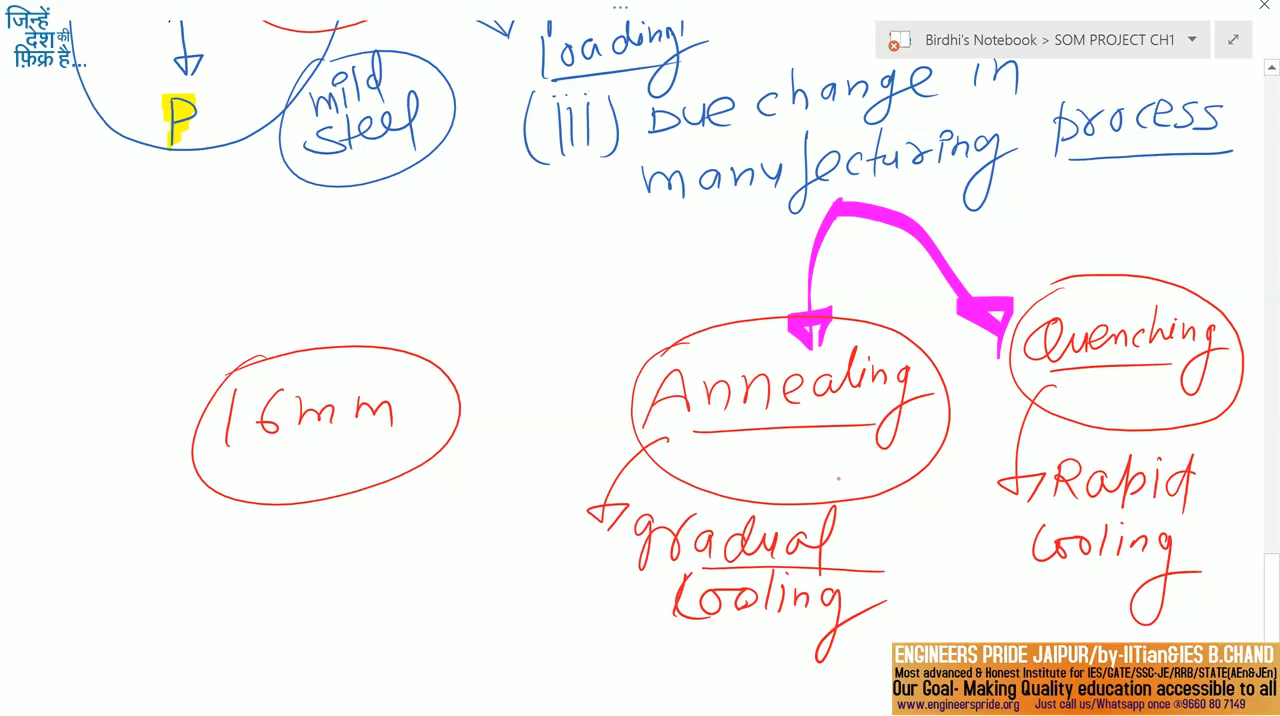 जिन्हें
देश की
फ़िक्र है...
Birdhi's Notebook > SOM PROJECT CH1
P
mild
steel
loading
(iii) Due change in
manufecturing process
16mm
Annealing
Quenching
gradual
cooling
Rapid
cooling
ENGINEERS PRIDE JAIPUR/by-IITian&IES B.CHAND
Most advanced & Honest Institute for IES/GATE/SSC-JE/RRB/STATE(AEn&JEn)
Our Goal- Making Quality education accessible to all
www.engineerspride.org Just call us/Whatsapp once @9660 80 7149